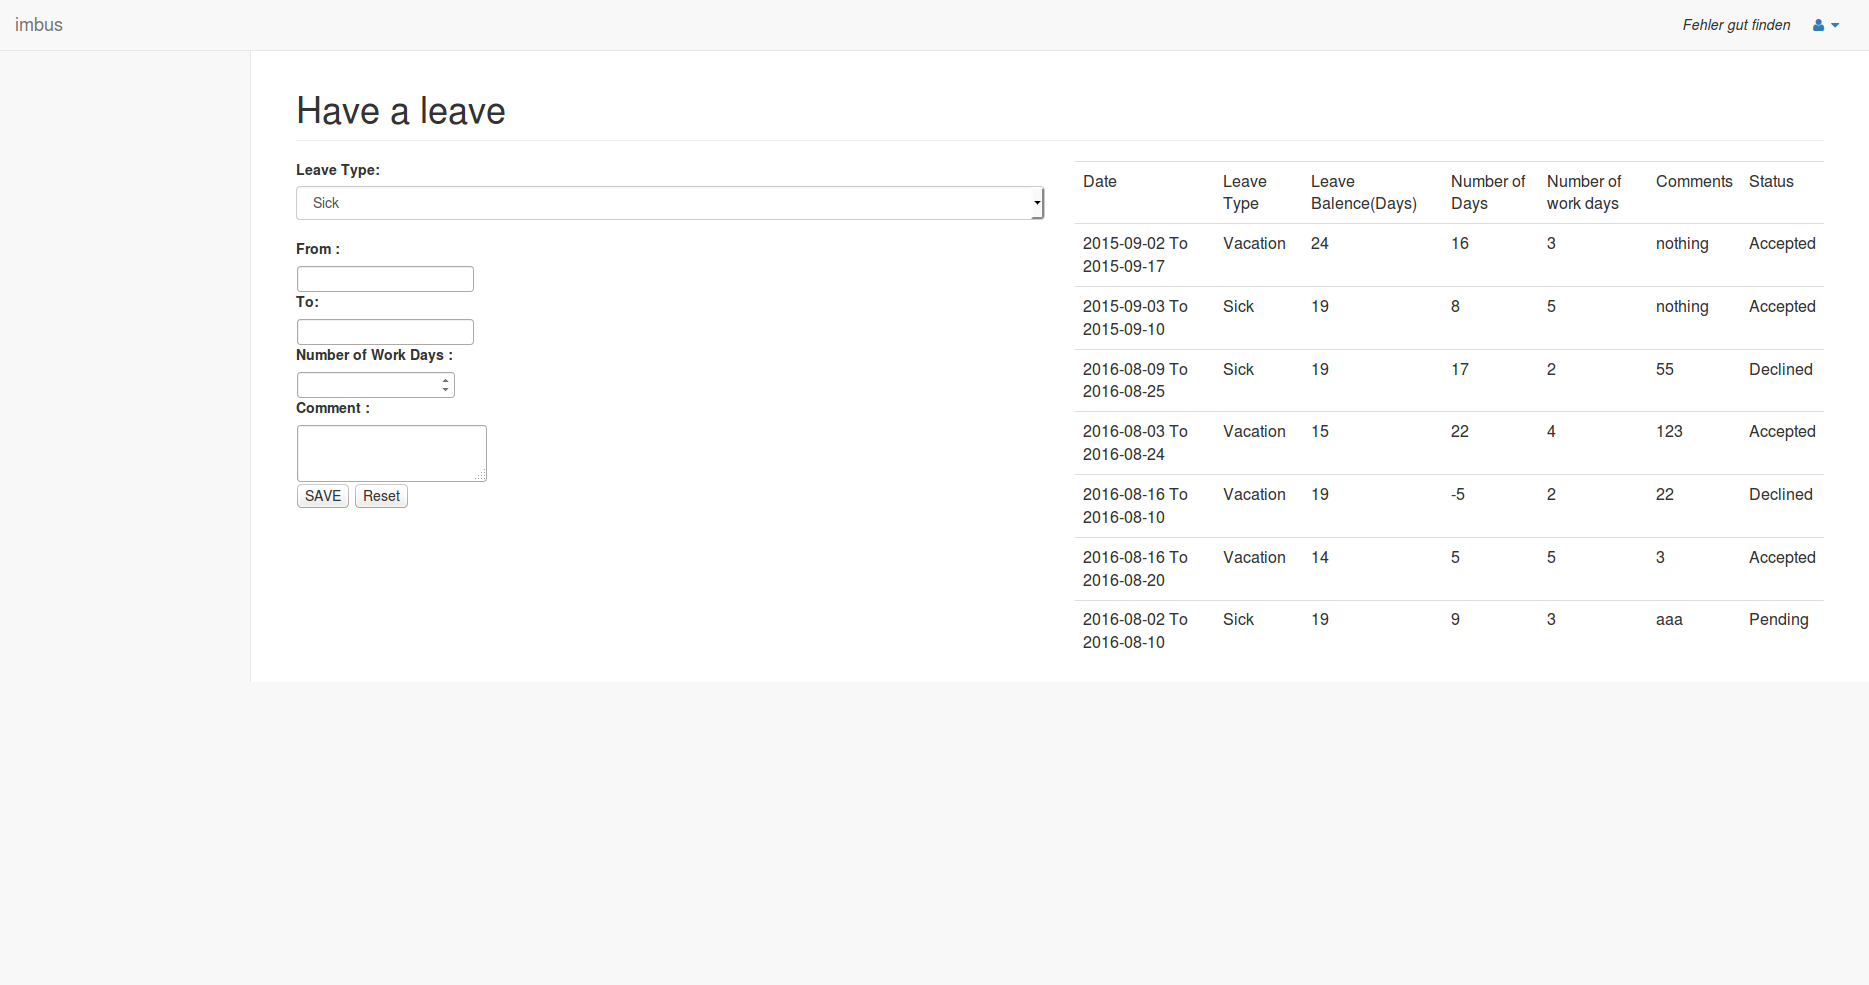 imbus
Fehler gut finden
Have a leave
Leave Type:
Sick
From :
To:
Number of Work Days :
Comment :
SAVE Reset
Date Leave Type Leave Balence(Days) Number of Days Number of work days Comments Status
2015-09-02 To 2015-09-17 Vacation 24 16 3 nothing Accepted
2015-09-03 To 2015-09-10 Sick 19 8 5 nothing Accepted
2016-08-09 To 2016-08-25 Sick 19 17 2 55 Declined
2016-08-03 To 2016-08-24 Vacation 15 22 4 123 Accepted
2016-08-16 To 2016-08-10 Vacation 19 -5 2 22 Declined
2016-08-16 To 2016-08-20 Vacation 14 5 5 3 Accepted
2016-08-02 To 2016-08-10 Sick 19 9 3 aaa Pending